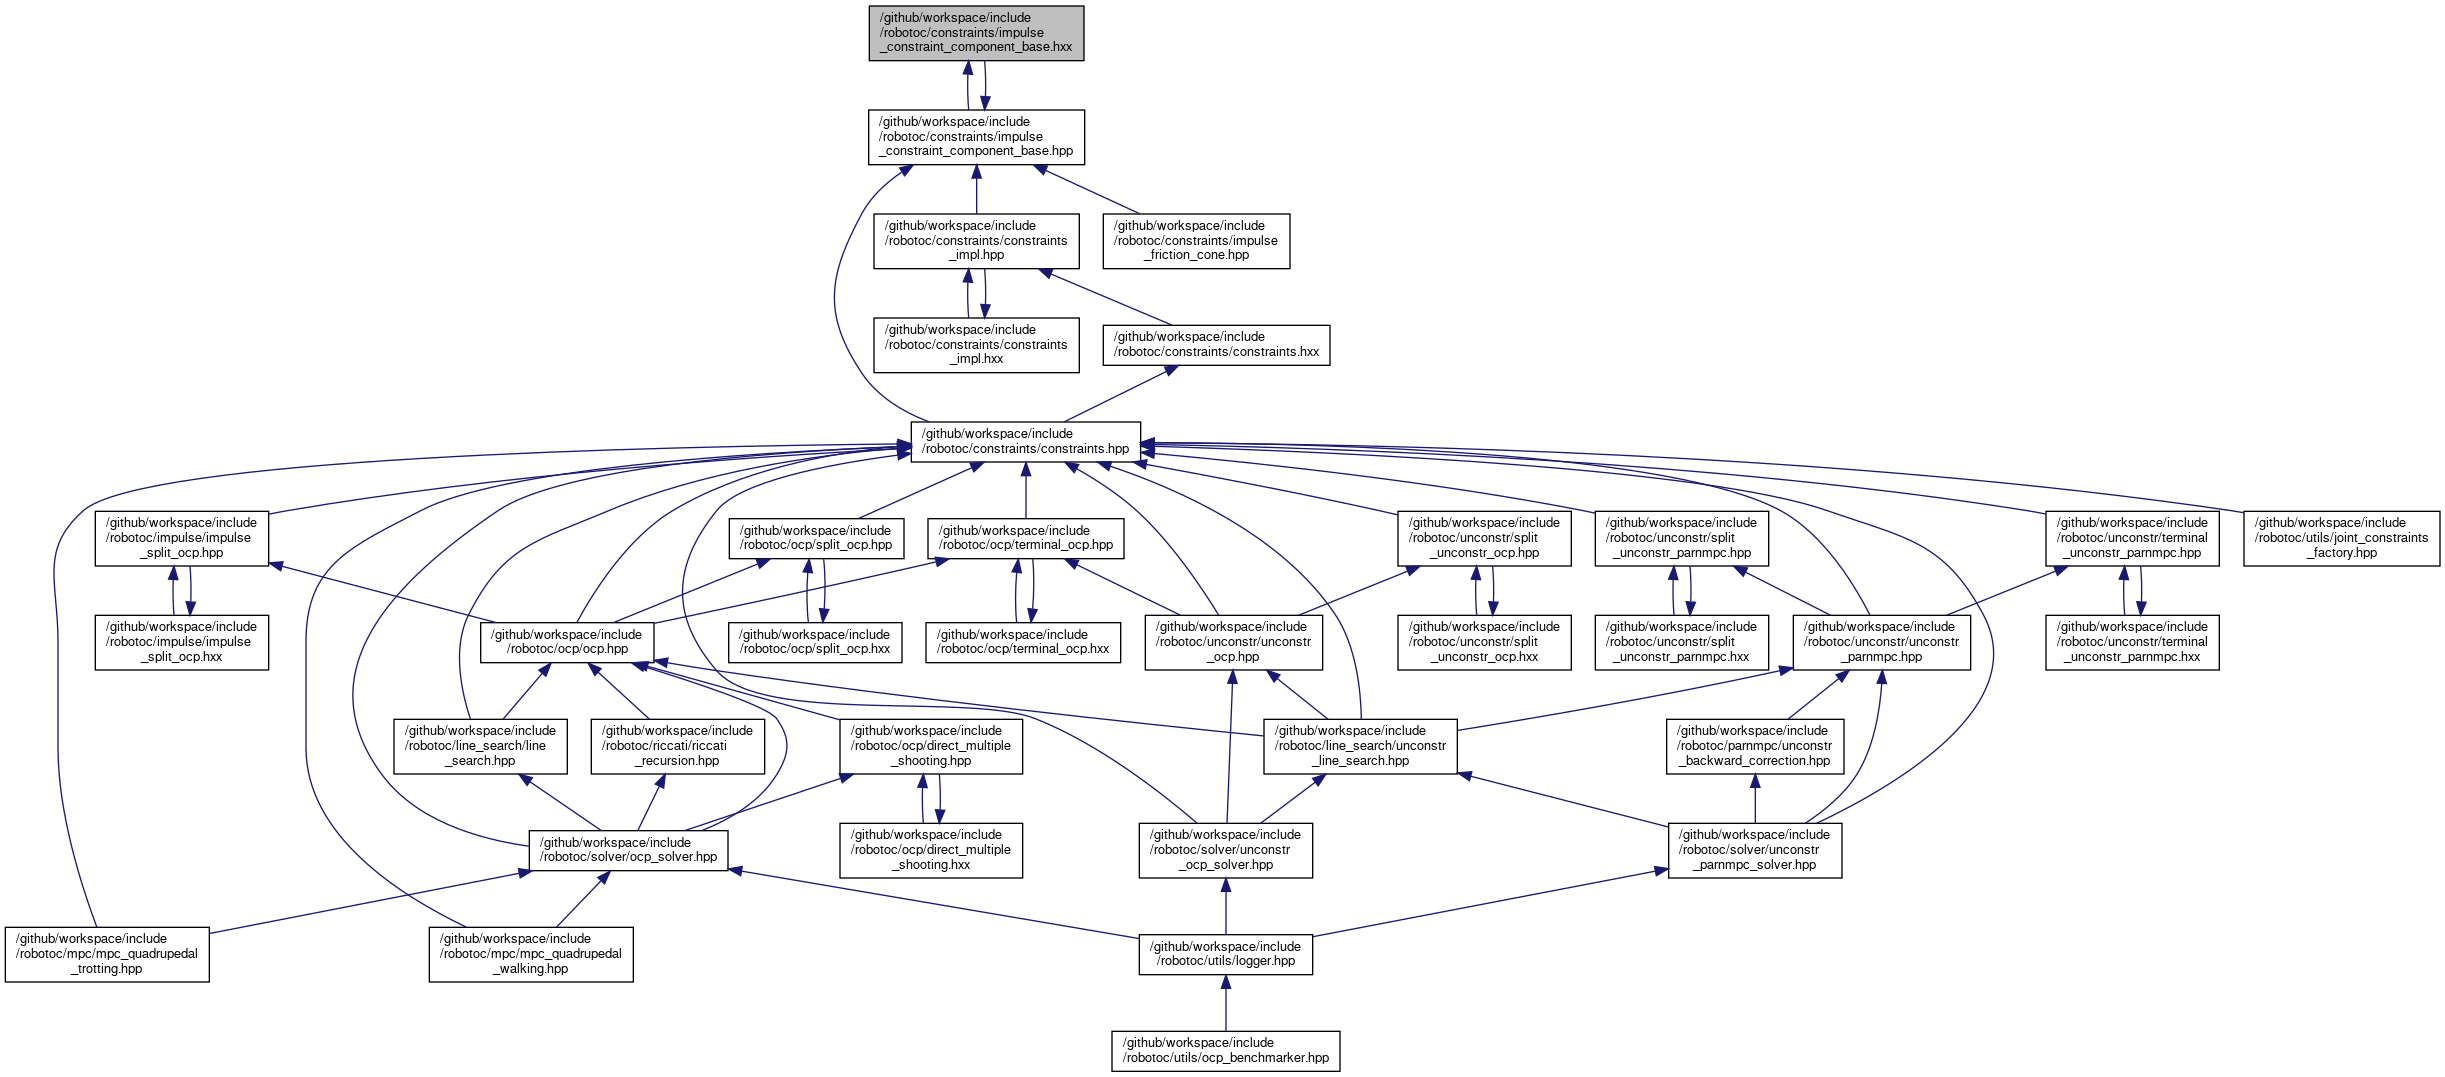 /github/workspace/include
/robotoc/constraints/impulse
_constraint_component_base.hxx
/github/workspace/include
/robotoc/constraints/impulse
_constraint_component_base.hpp
/github/workspace/include
/robotoc/constraints/constraints
_impl.hpp
/github/workspace/include
/robotoc/constraints/impulse
_friction_cone.hpp
/github/workspace/include
/robotoc/constraints/constraints
_impl.hxx
/github/workspace/include
/robotoc/constraints/constraints.hxx
/github/workspace/include
/robotoc/constraints/constraints.hpp
/github/workspace/include
/robotoc/impulse/impulse
_split_ocp.hpp
/github/workspace/include
/robotoc/ocp/split_ocp.hpp
/github/workspace/include
/robotoc/ocp/terminal_ocp.hpp
/github/workspace/include
/robotoc/unconstr/split
_unconstr_ocp.hpp
/github/workspace/include
/robotoc/unconstr/split
_unconstr_parnmpc.hpp
/github/workspace/include
/robotoc/unconstr/terminal
_unconstr_parnmpc.hpp
/github/workspace/include
/robotoc/utils/joint_constraints
_factory.hpp
/github/workspace/include
/robotoc/impulse/impulse
_split_ocp.hxx
/github/workspace/include
/robotoc/ocp/ocp.hpp
/github/workspace/include
/robotoc/ocp/split_ocp.hxx
/github/workspace/include
/robotoc/ocp/terminal_ocp.hxx
/github/workspace/include
/robotoc/unconstr/unconstr
_ocp.hpp
/github/workspace/include
/robotoc/unconstr/split
_unconstr_ocp.hxx
/github/workspace/include
/robotoc/unconstr/split
_unconstr_parnmpc.hxx
/github/workspace/include
/robotoc/unconstr/unconstr
_parnmpc.hpp
/github/workspace/include
/robotoc/unconstr/terminal
_unconstr_parnmpc.hxx
/github/workspace/include
/robotoc/line_search/line
_search.hpp
/github/workspace/include
/robotoc/riccati/riccati
_recursion.hpp
/github/workspace/include
/robotoc/ocp/direct_multiple
_shooting.hpp
/github/workspace/include
/robotoc/line_search/unconstr
_line_search.hpp
/github/workspace/include
/robotoc/parnmpc/unconstr
_backward_correction.hpp
/github/workspace/include
/robotoc/solver/ocp_solver.hpp
/github/workspace/include
/robotoc/ocp/direct_multiple
_shooting.hxx
/github/workspace/include
/robotoc/solver/unconstr
_ocp_solver.hpp
/github/workspace/include
/robotoc/solver/unconstr
_parnmpc_solver.hpp
/github/workspace/include
/robotoc/mpc/mpc_quadrupedal
_trotting.hpp
/github/workspace/include
/robotoc/mpc/mpc_quadrupedal
_walking.hpp
/github/workspace/include
/robotoc/utils/logger.hpp
/github/workspace/include
/robotoc/utils/ocp_benchmarker.hpp